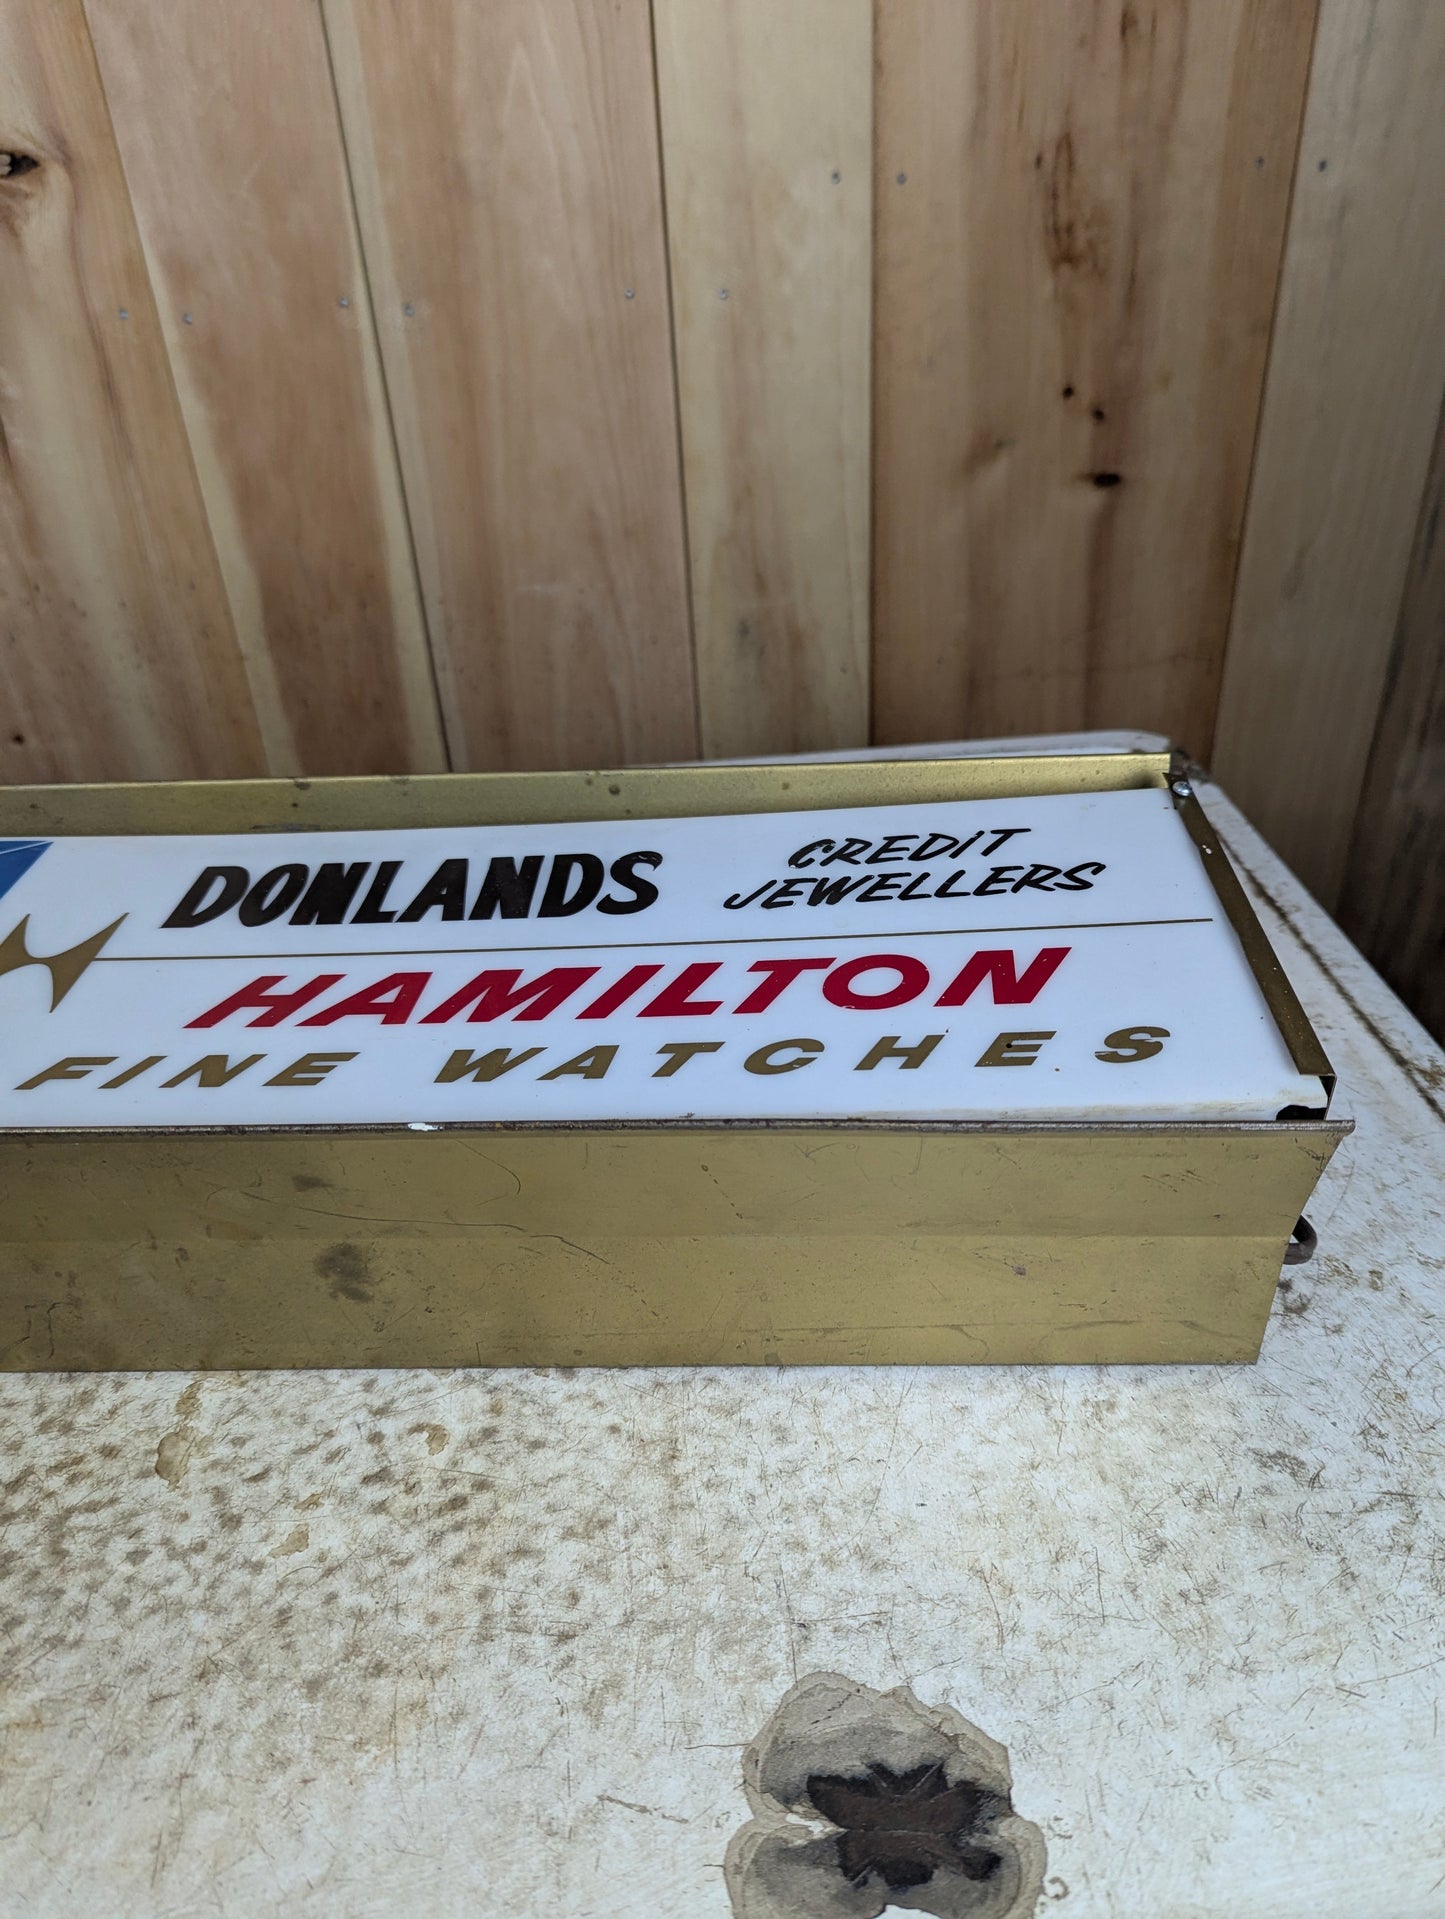 DONLANDS
CREDIT
JEWELLERS
HAMILTON
FINE WATCHES